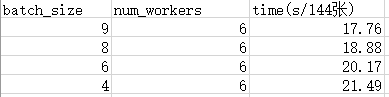 batch_size num_workers time(s/144张)
9 6 17.76
8 6 18.88
6 6 20.17
4 6 21.49